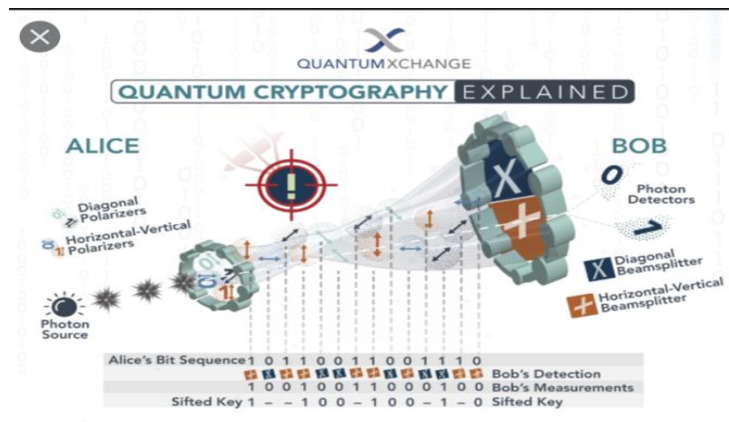 QUANTUMXCHANGE
QUANTUM CRYPTOGRAPHY EXPLAINED
ALICE
BOB
Diagonal
Polarizers
Horizontal-Vertical
Polarizers
Photon
Source
!
0
1
Photon
Detectors
Diagonal
Beamsplitter
Horizontal-Vertical
Beamsplitter
Alice's Bit Sequence 1 0 1 1 0 0 1 1 0 0 1 1 1 0
Bob's Detection
1 0 0 1 0 0 1 1 0 0 0 1 0 0 Bob's Measurements
Sifted Key 1 – – 1 0 0 – 1 0 0 – 1 – 0 Sifted Key